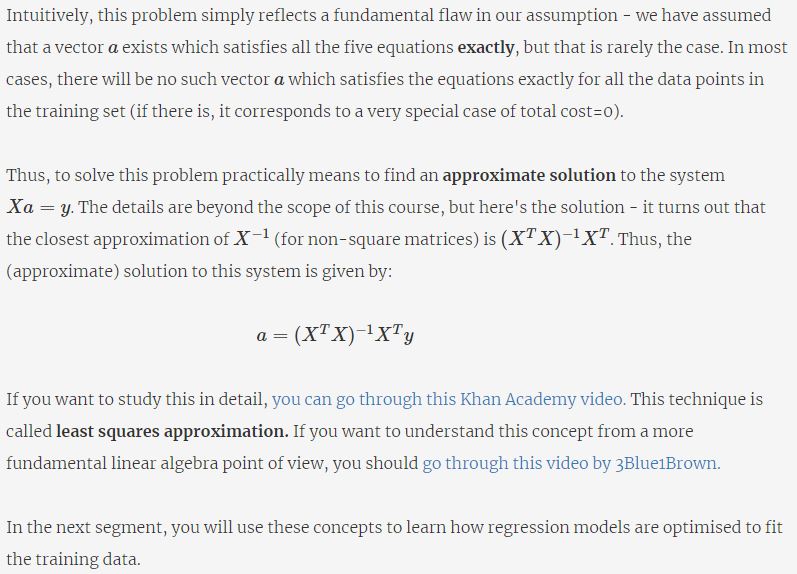 Intuitively, this problem simply reflects a fundamental flaw in our assumption - we have assumed
that a vector a exists which satisfies all the five equations exactly, but that is rarely the case. In most
cases, there will be no such vector a which satisfies the equations exactly for all the data points in
the training set (if there is, it corresponds to a very special case of total cost=0).
Thus, to solve this problem practically means to find an approximate solution to the system
Xa = y. The details are beyond the scope of this course, but here's the solution - it turns out that
the closest approximation of X⁻¹ (for non-square matrices) is (XᵀX)⁻¹Xᵀ. Thus, the
(approximate) solution to this system is given by:
a = (XᵀX)⁻¹Xᵀy
If you want to study this in detail, you can go through this Khan Academy video. This technique is
called least squares approximation. If you want to understand this concept from a more
fundamental linear algebra point of view, you should go through this video by 3Blue1Brown.
In the next segment, you will use these concepts to learn how regression models are optimised to fit
the training data.